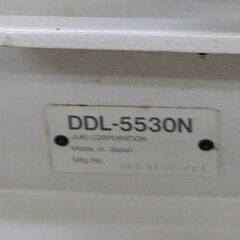 DDL-5530N
JUKI CORPORATION
Made in Japan
Mfg.No.